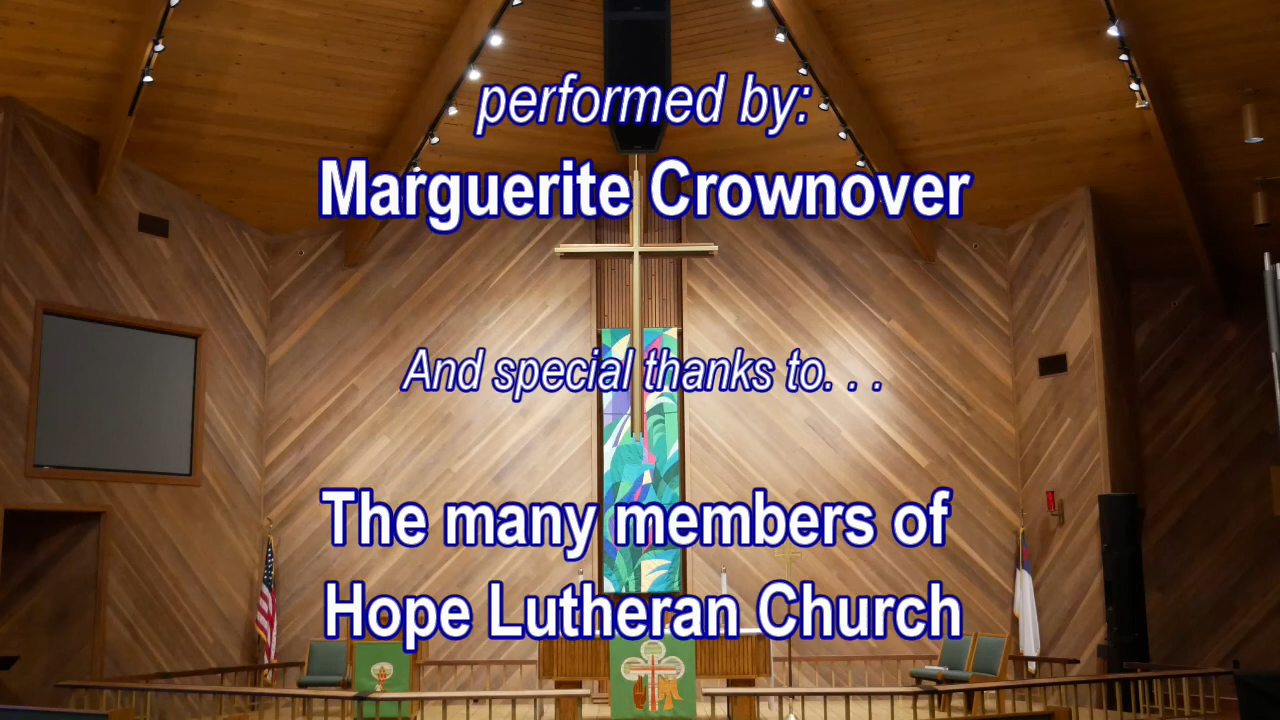 performed by:
Marguerite Crownover
And special thanks to. . .
The many members of
Hope Lutheran Church